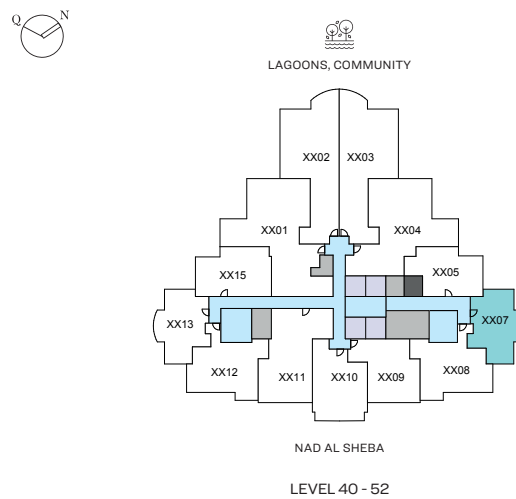 Q N
LAGOONS, COMMUNITY
XX02 XX03
XX01 XX04
XX15 XX05
XX13 XX07
XX12 XX11 XX10 XX09 XX08
NAD AL SHEBA
LEVEL 40 - 52